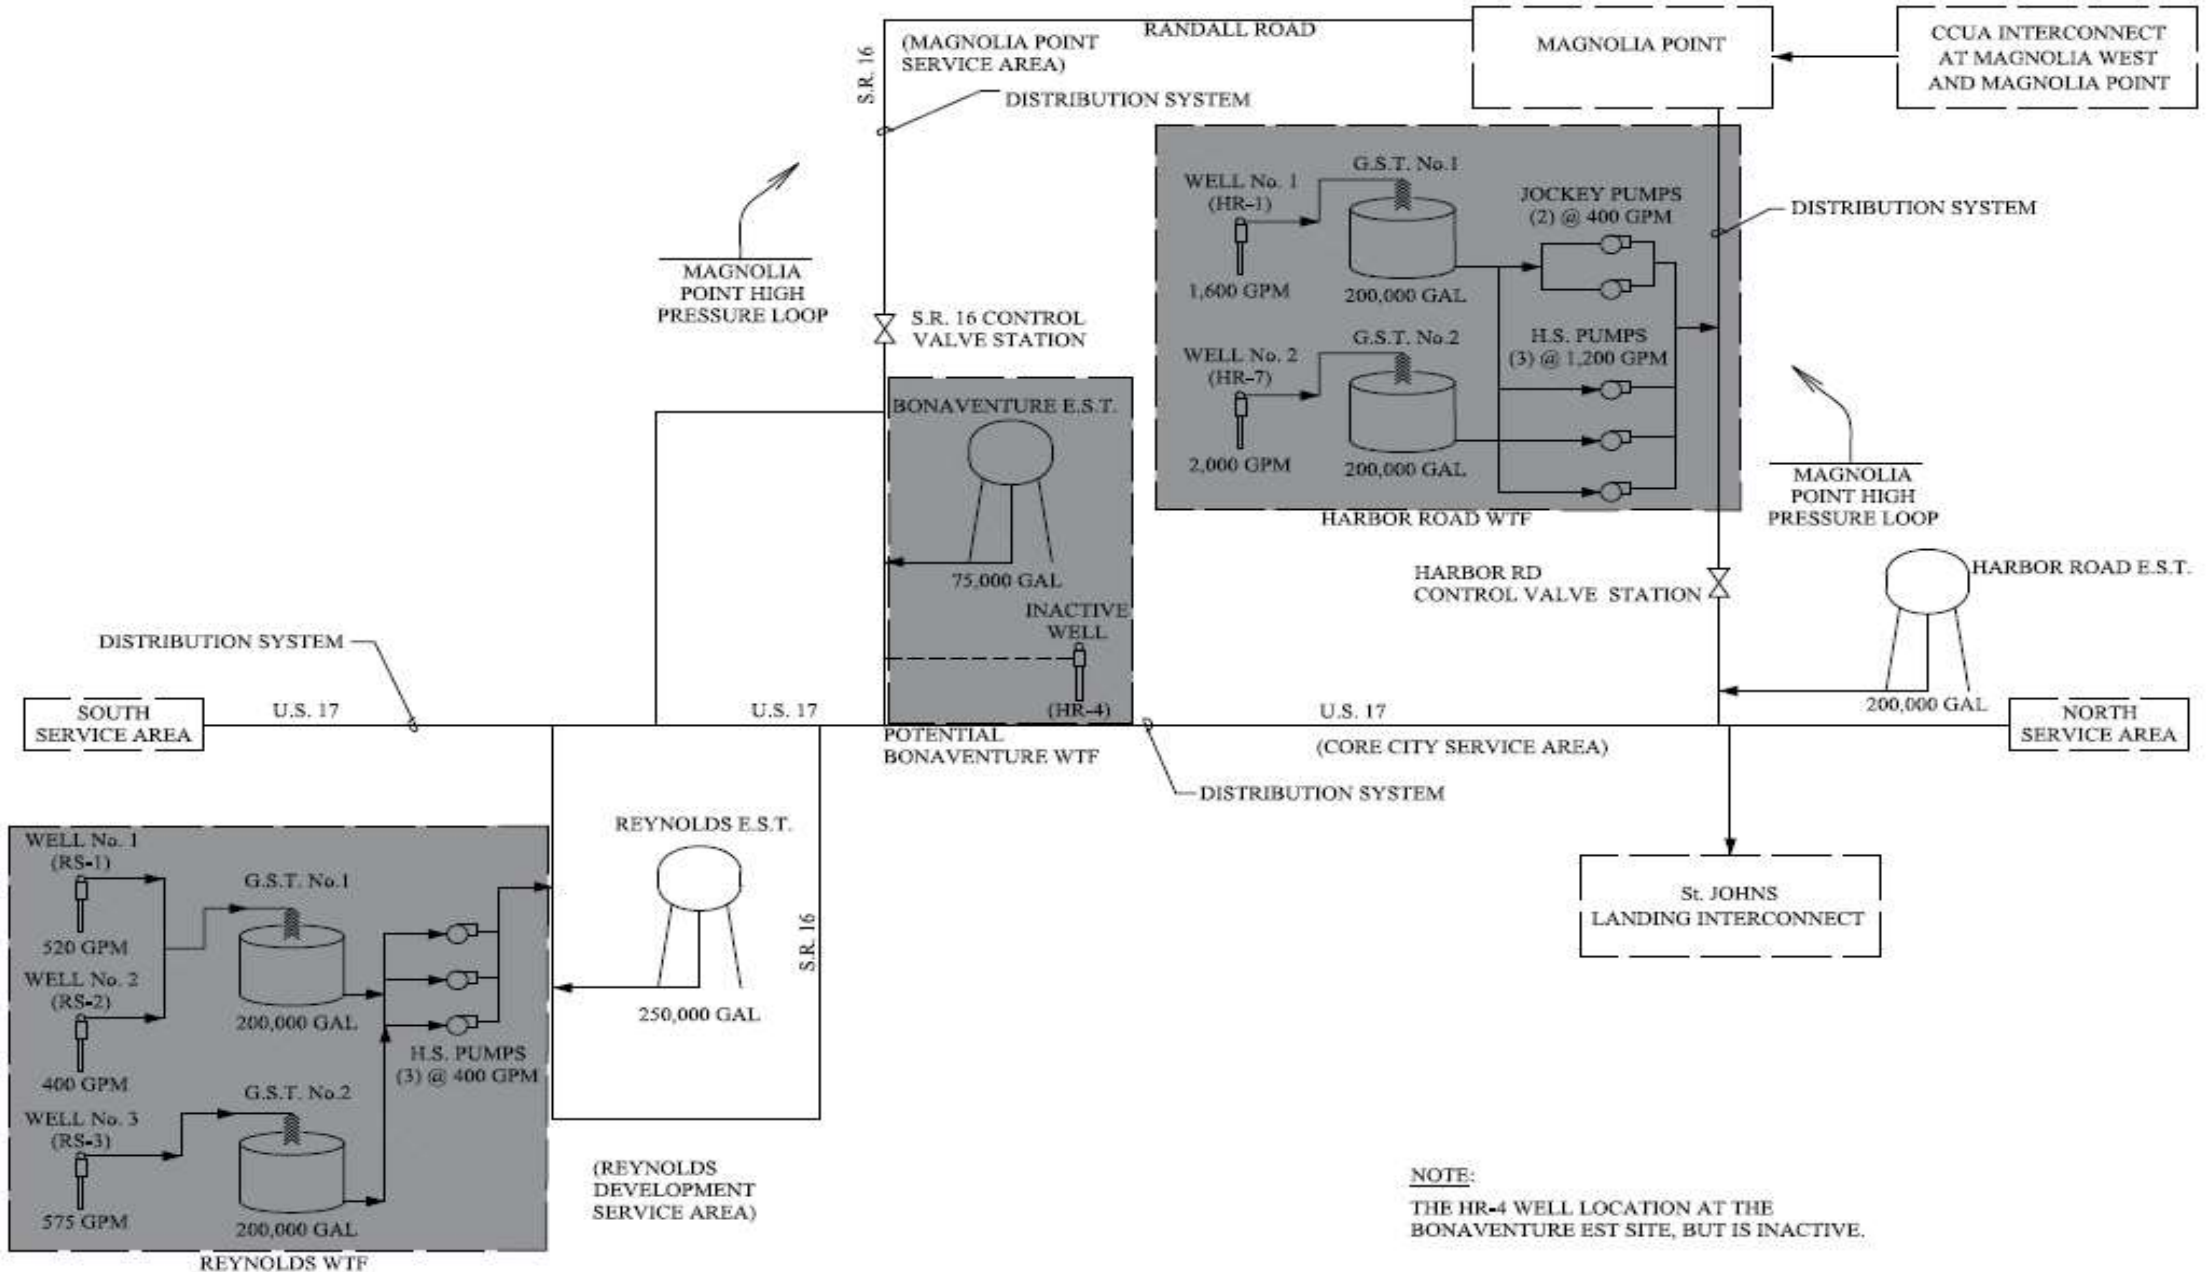 RANDALL ROAD
S.R. 16
(MAGNOLIA POINT
SERVICE AREA)
DISTRIBUTION SYSTEM
MAGNOLIA POINT
CCUA INTERCONNECT
AT MAGNOLIA WEST
AND MAGNOLIA POINT
MAGNOLIA
POINT HIGH
PRESSURE LOOP
S.R. 16 CONTROL
VALVE STATION
WELL No. 1
(HR-1)
1,600 GPM
G.S.T. No.1
200,000 GAL
JOCKEY PUMPS
(2) @ 400 GPM
WELL No. 2
(HR-7)
2,000 GPM
G.S.T. No.2
200,000 GAL
H.S. PUMPS
(3) @ 1,200 GPM
HARBOR ROAD WTF
DISTRIBUTION SYSTEM
MAGNOLIA
POINT HIGH
PRESSURE LOOP
BONAVENTURE E.S.T.
75,000 GAL
INACTIVE
WELL
(HR-4)
POTENTIAL
BONAVENTURE WTF
HARBOR RD
CONTROL VALVE STATION
HARBOR ROAD E.S.T.
200,000 GAL
DISTRIBUTION SYSTEM
SOUTH
SERVICE AREA
U.S. 17
U.S. 17
U.S. 17
(CORE CITY SERVICE AREA)
NORTH
SERVICE AREA
DISTRIBUTION SYSTEM
WELL No. 1
(RS-1)
520 GPM
WELL No. 2
(RS-2)
400 GPM
WELL No. 3
(RS-3)
575 GPM
G.S.T. No.1
200,000 GAL
G.S.T. No.2
200,000 GAL
H.S. PUMPS
(3) @ 400 GPM
REYNOLDS WTF
REYNOLDS E.S.T.
250,000 GAL
S.R. 16
(REYNOLDS
DEVELOPMENT
SERVICE AREA)
St. JOHNS
LANDING INTERCONNECT
NOTE:
THE HR-4 WELL LOCATION AT THE
BONAVENTURE EST SITE, BUT IS INACTIVE.